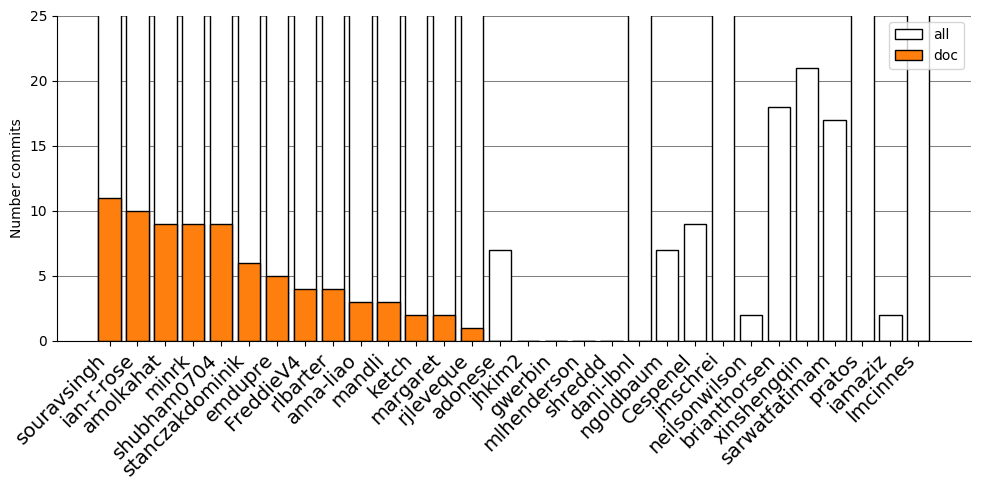 25
20
15
10
5
0
Number commits
all
doc
souravsingh
ian-r-rose
amolkahat
minrk
shubham0704
stanczakdominik
emdupre
FreddieV4
rlbarter
anna-liao
mandli
ketch
margaret
rjleveque
adonese
jhkim2
gwerbin
mlhenderson
shreddd
dani-lbnl
ngoldbaum
Cespenel
jmschrei
neilsonwilson
brianthorsen
xinshengqin
sarwatfatimam
pratos
iamaziz
lmcinnes